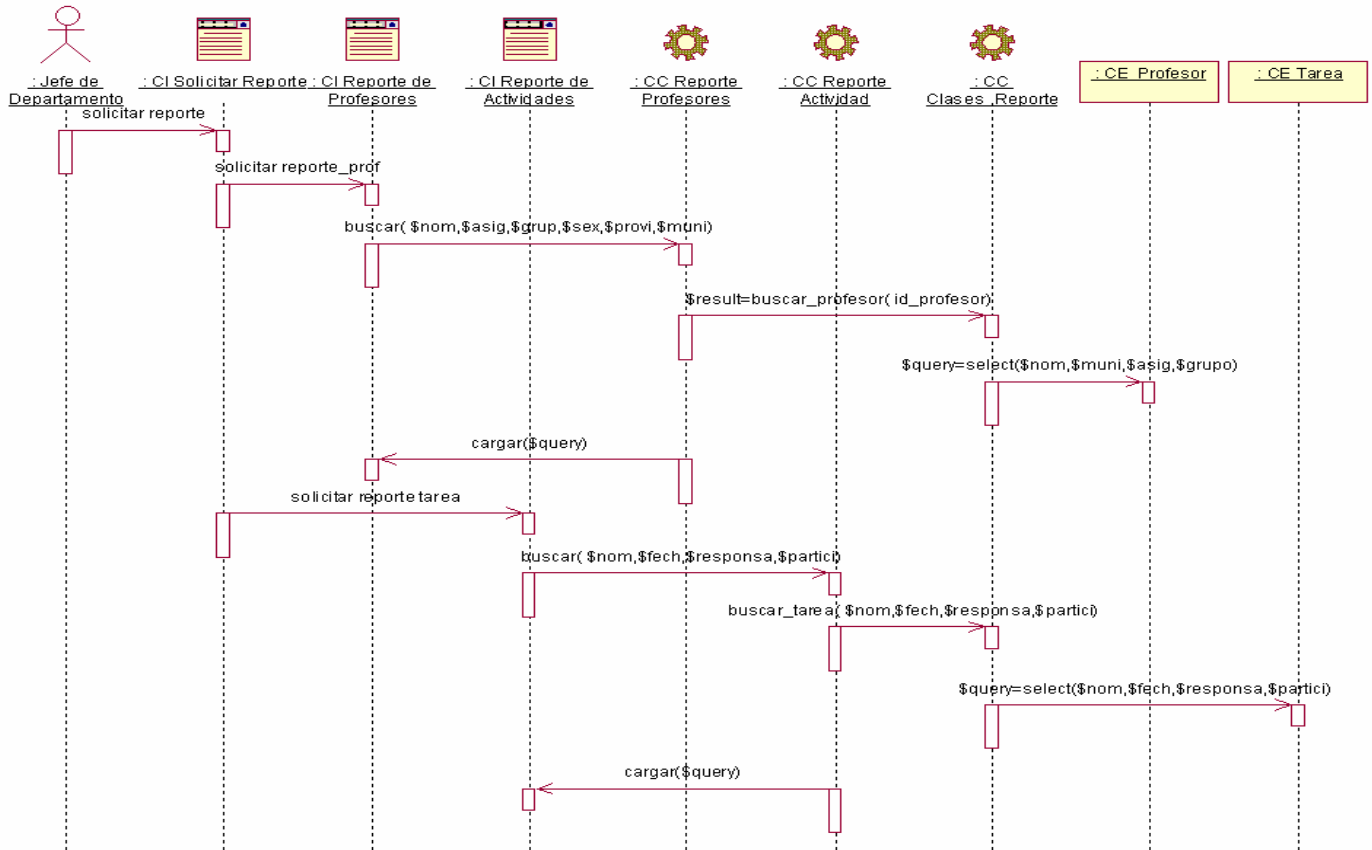 : Jefe de
Departamento
: CI Solicitar Reporte
: CI Reporte de
Profesores
: CI Reporte de
Actividades
: CC Reporte
Profesores
: CC Reporte
Actividad
: CC
Clases_Reporte
: CE_Profesor
: CE Tarea
solicitar reporte
solicitar reporte_prof
buscar( $nom,$asig,$grup,$sex,$provi,$muni)
$result=buscar_profesor( id_profesor)
$query=select($nom,$muni,$asig,$grupo)
cargar($query)
solicitar reporte tarea
buscar( $nom,$fech,$responsa,$partici)
buscar_tarea( $nom,$fech,$responsa,$partici)
$query=select($nom,$fech,$responsa,$partici)
cargar($query)